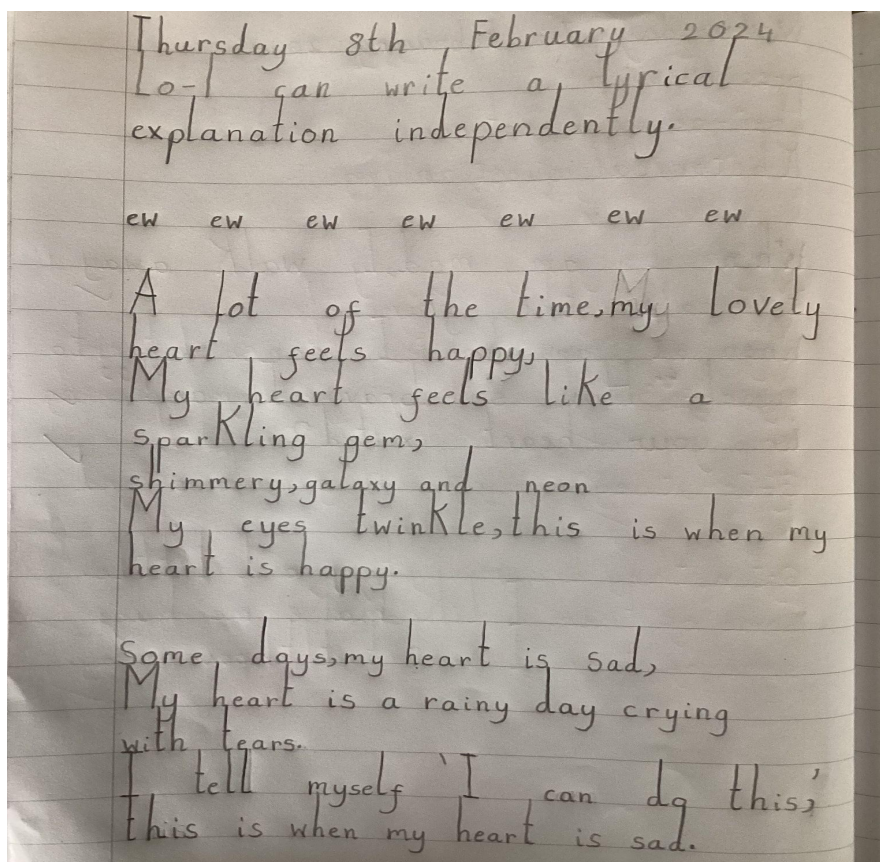 Thursday 8th February 2024
Lo-I can write a lyrical
explanation independently.
ew ew ew ew ew ew ew
A lot of the time, my lovely
heart feels happy,
My heart feels like a
sparkling gem,
shimmery, galaxy and neon
My eyes twinkle, this is when my
heart is happy.
Some days, my heart is sad,
My heart is a rainy day crying
with tears.
I tell myself 'I can do this,'
this is when my heart is sad.